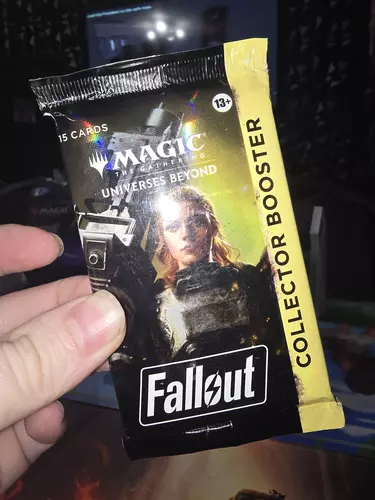 15 CARDS
13+
MAGIC
THE GATHERING
UNIVERSES BEYOND
COLLECTOR BOOSTER
Fallout